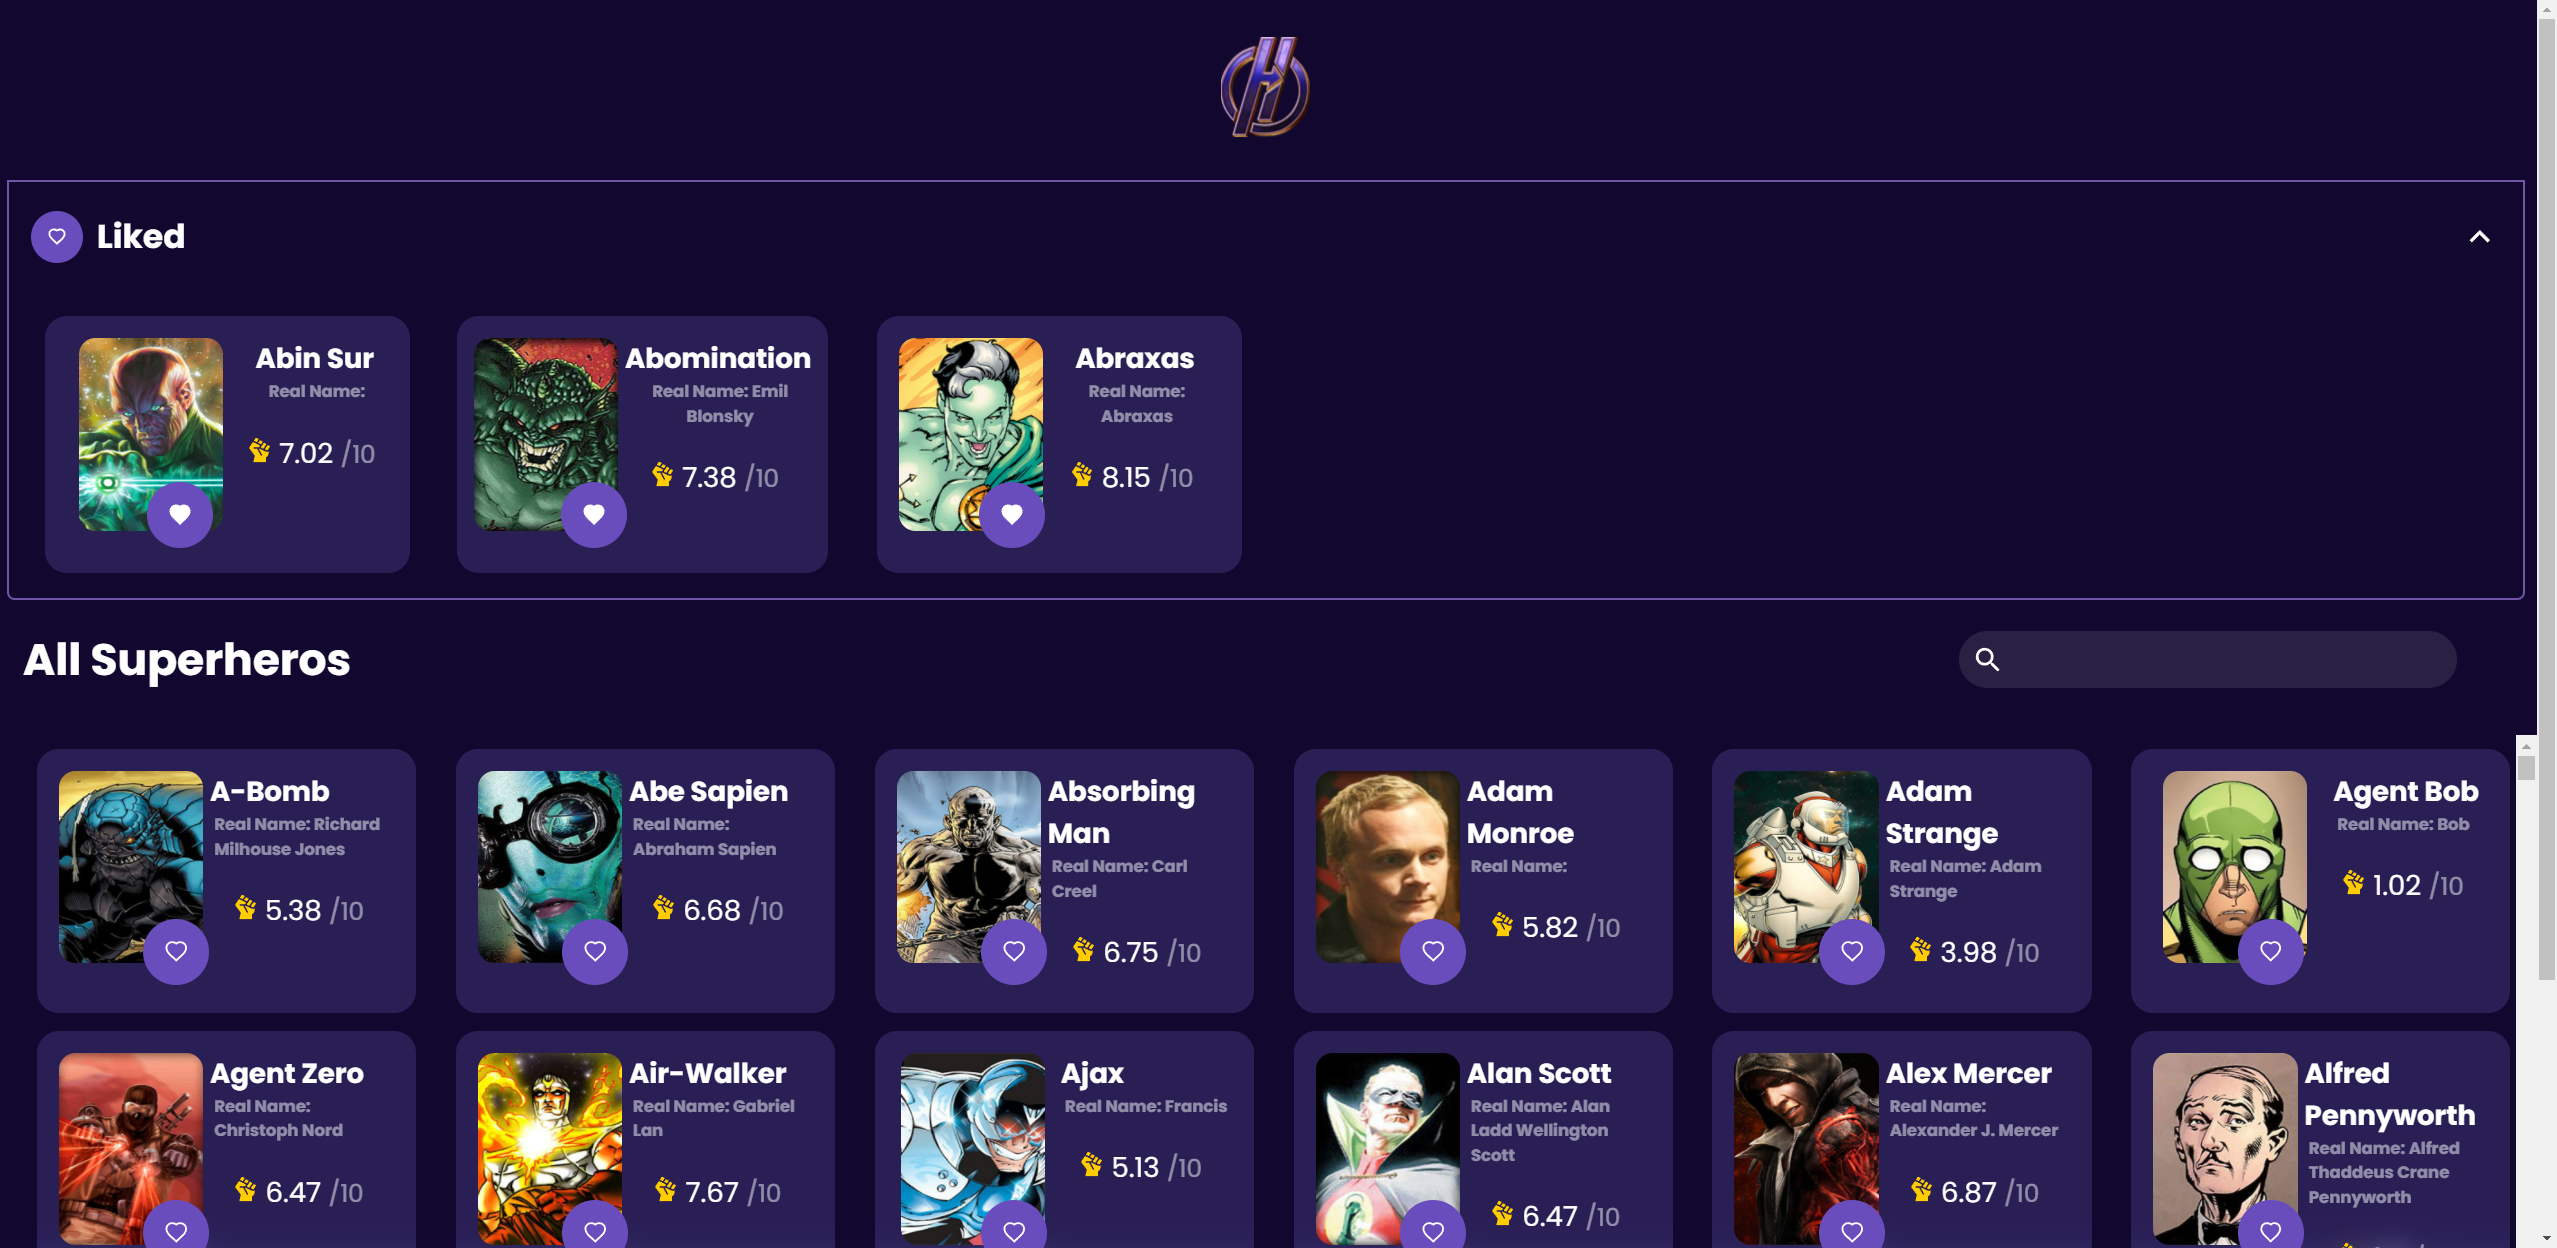 Liked
Abin Sur
Real Name:
7.02 /10
Abomination
Real Name: Emil
Blonsky
7.38 /10
Abraxas
Real Name:
Abraxas
8.15 /10
All Superheros
A-Bomb
Real Name: Richard
Milhouse Jones
5.38 /10
Abe Sapien
Real Name:
Abraham Sapien
6.68 /10
Absorbing
Man
Real Name: Carl
Creel
6.75 /10
Adam
Monroe
Real Name:
5.82 /10
Adam
Strange
Real Name: Adam
Strange
3.98 /10
Agent Bob
Real Name: Bob
1.02 /10
Agent Zero
Real Name:
Christoph Nord
6.47 /10
Air-Walker
Real Name: Gabriel
Lan
7.67 /10
Ajax
Real Name: Francis
5.13 /10
Alan Scott
Real Name: Alan
Ladd Wellington
Scott
6.47 /10
Alex Mercer
Real Name:
Alexander J. Mercer
6.87 /10
Alfred
Pennyworth
Real Name: Alfred
Thaddeus Crane
Pennyworth